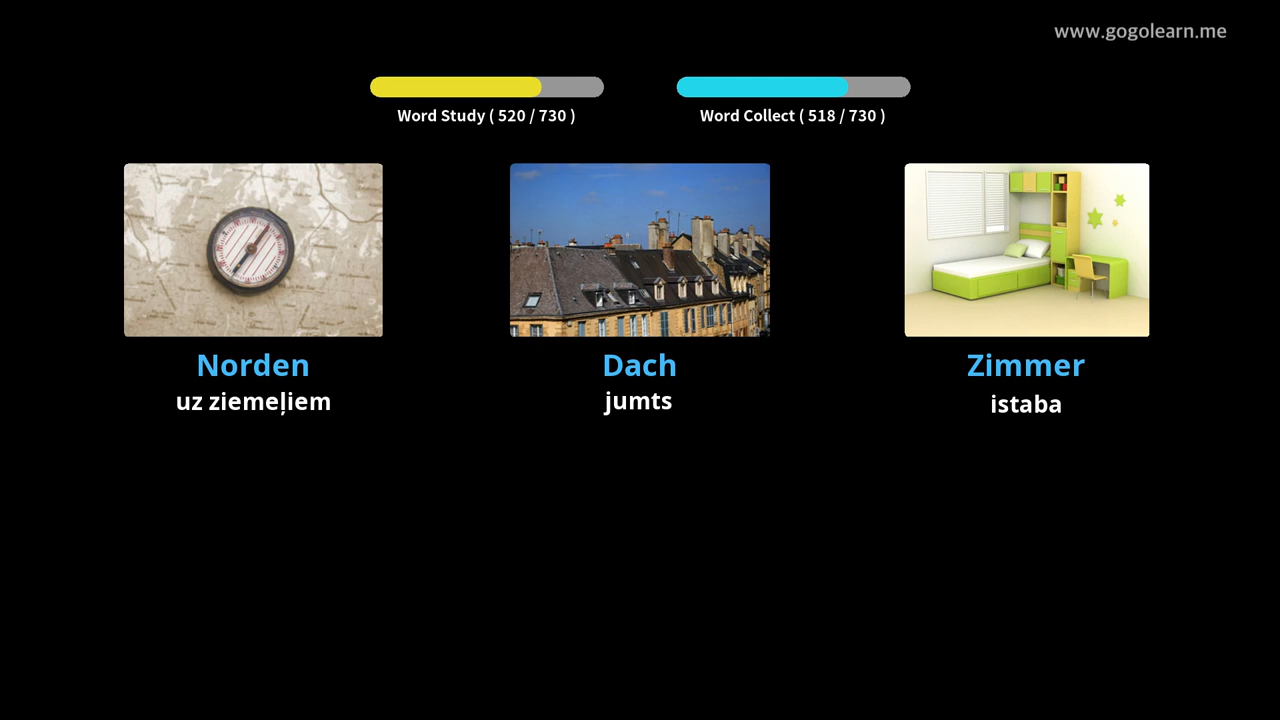 www.gogolearn.me
Word Study ( 520 / 730 )
Word Collect ( 518 / 730 )
Norden
uz ziemeļiem
Dach
jumts
Zimmer
istaba